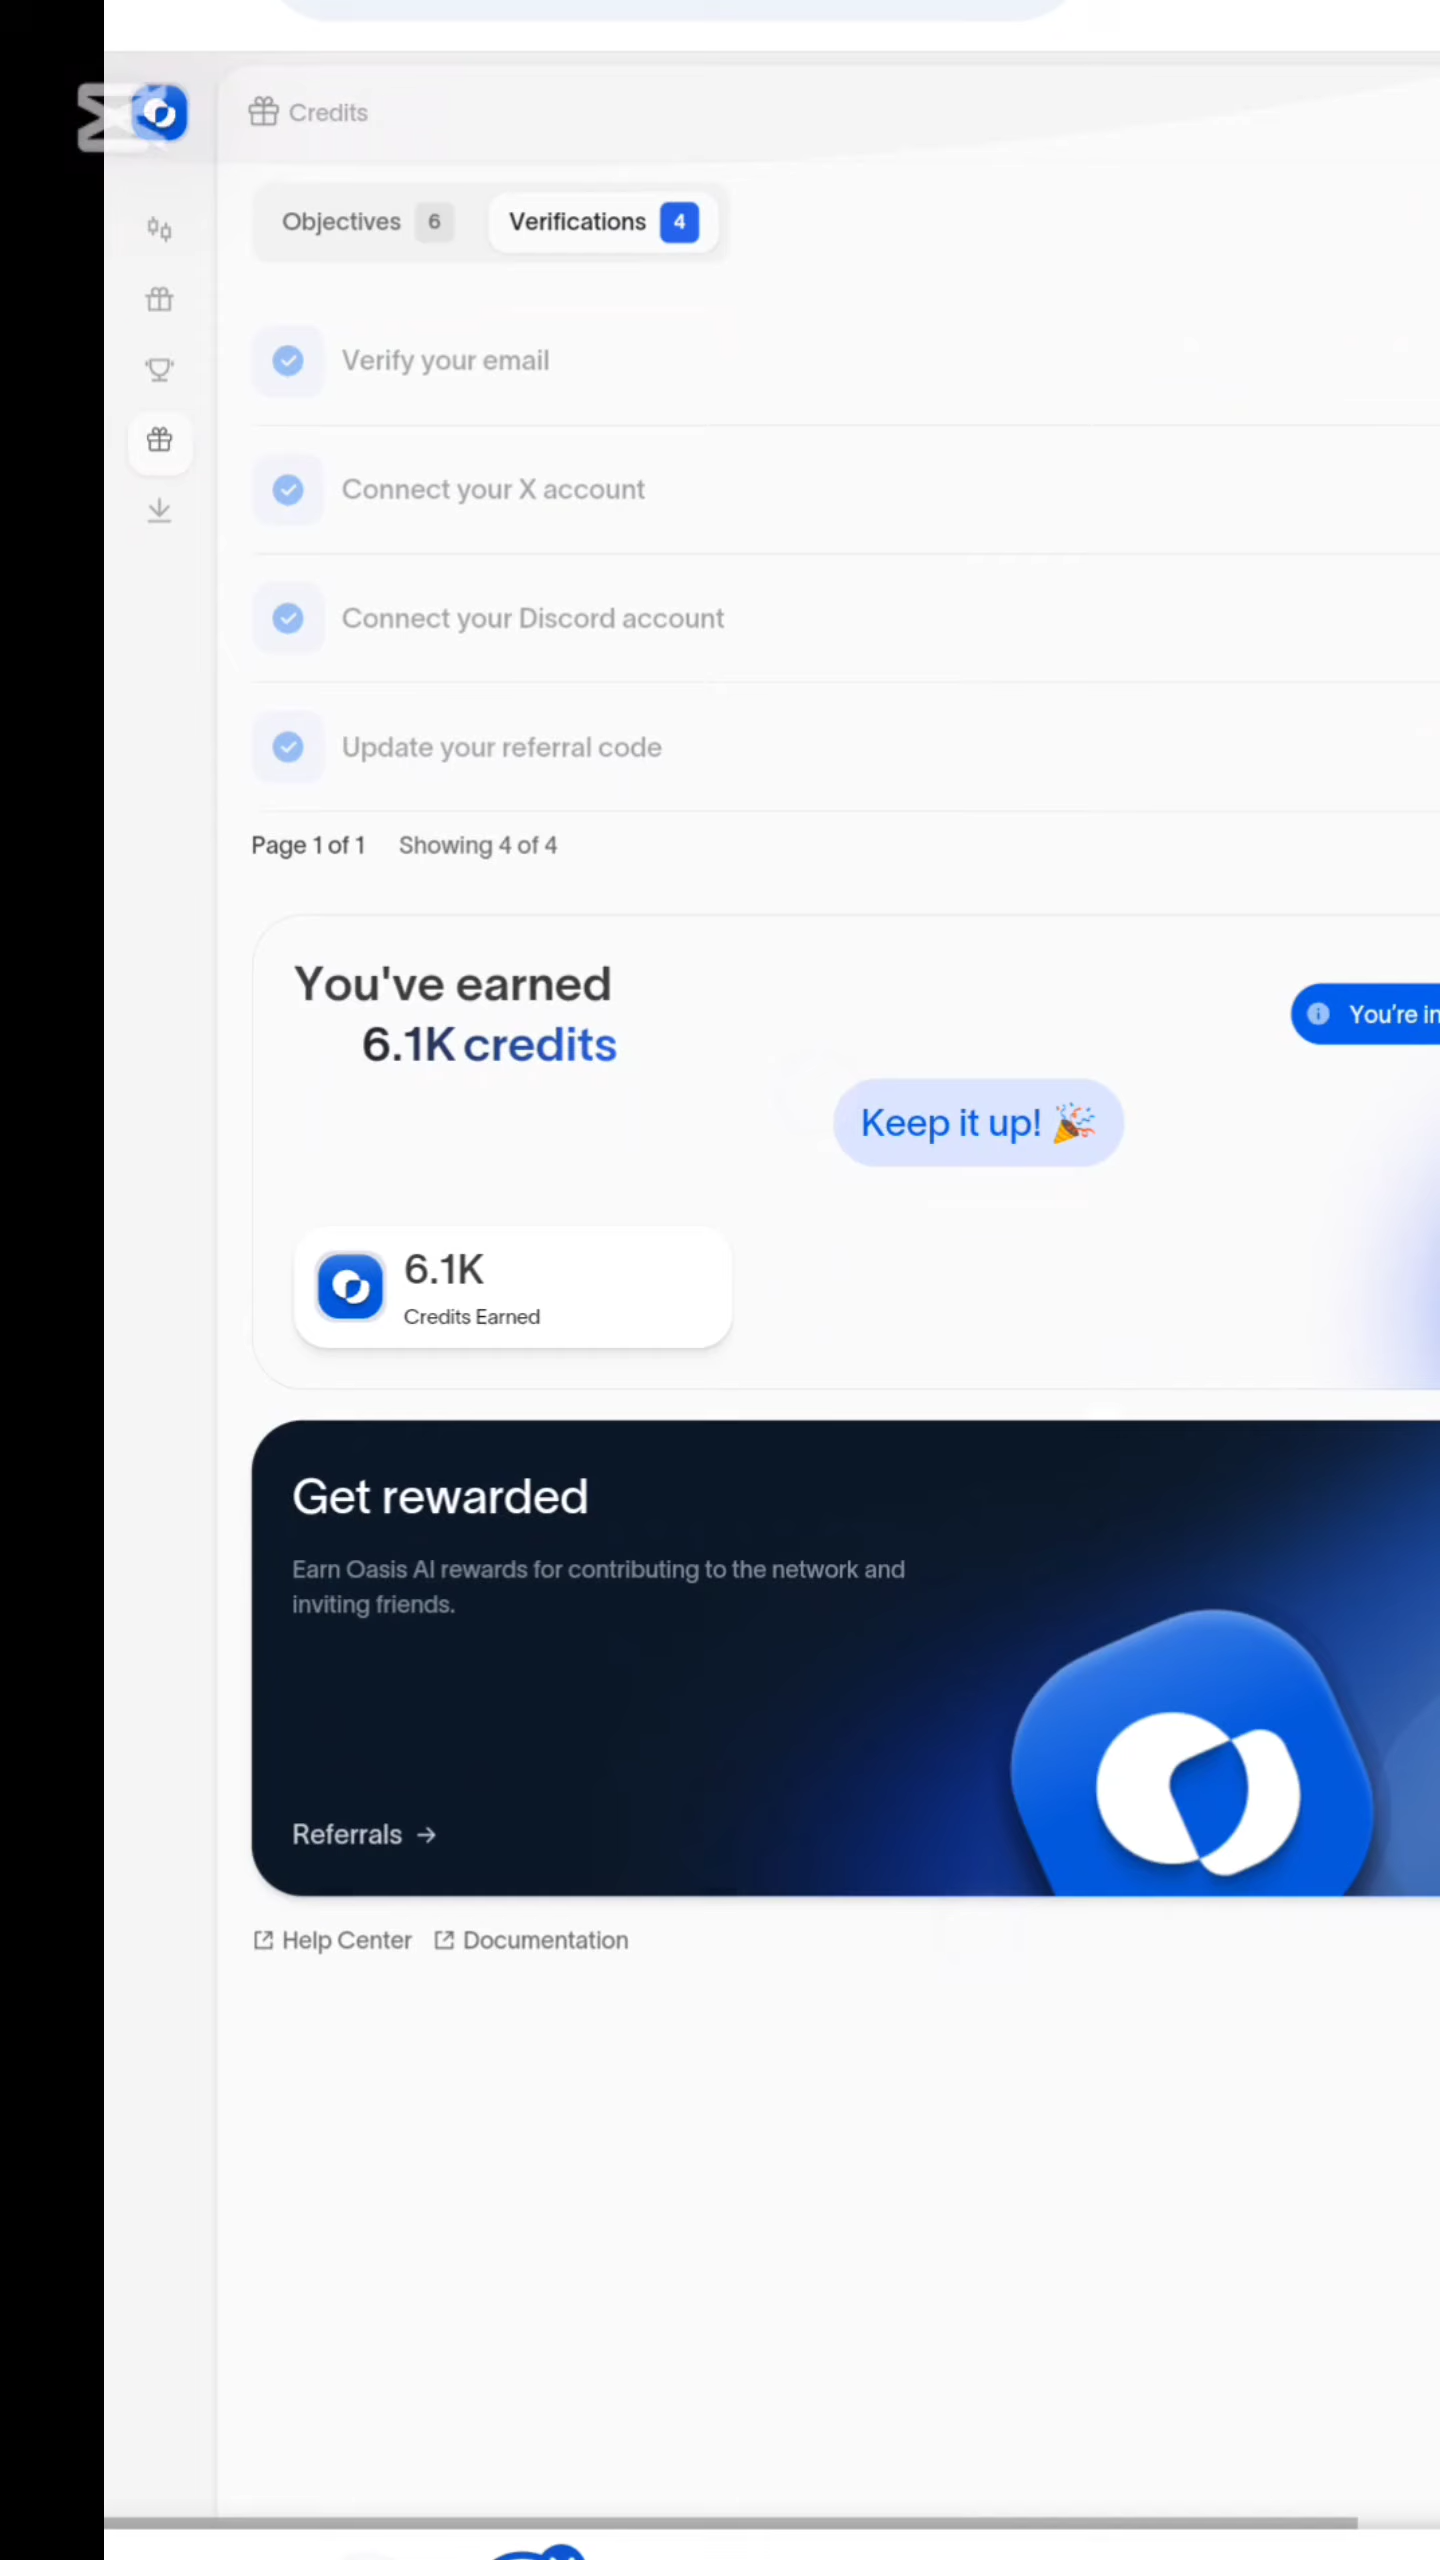 Credits
Objectives 6 Verifications 4
Verify your email
Connect your X account
Connect your Discord account
Update your referral code
Page 1 of 1 Showing 4 of 4
You've earned
6.1K credits
You're in
Keep it up! 🎉
6.1K
Credits Earned
Get rewarded
Earn Oasis AI rewards for contributing to the network and
inviting friends.
Referrals →
Help Center Documentation